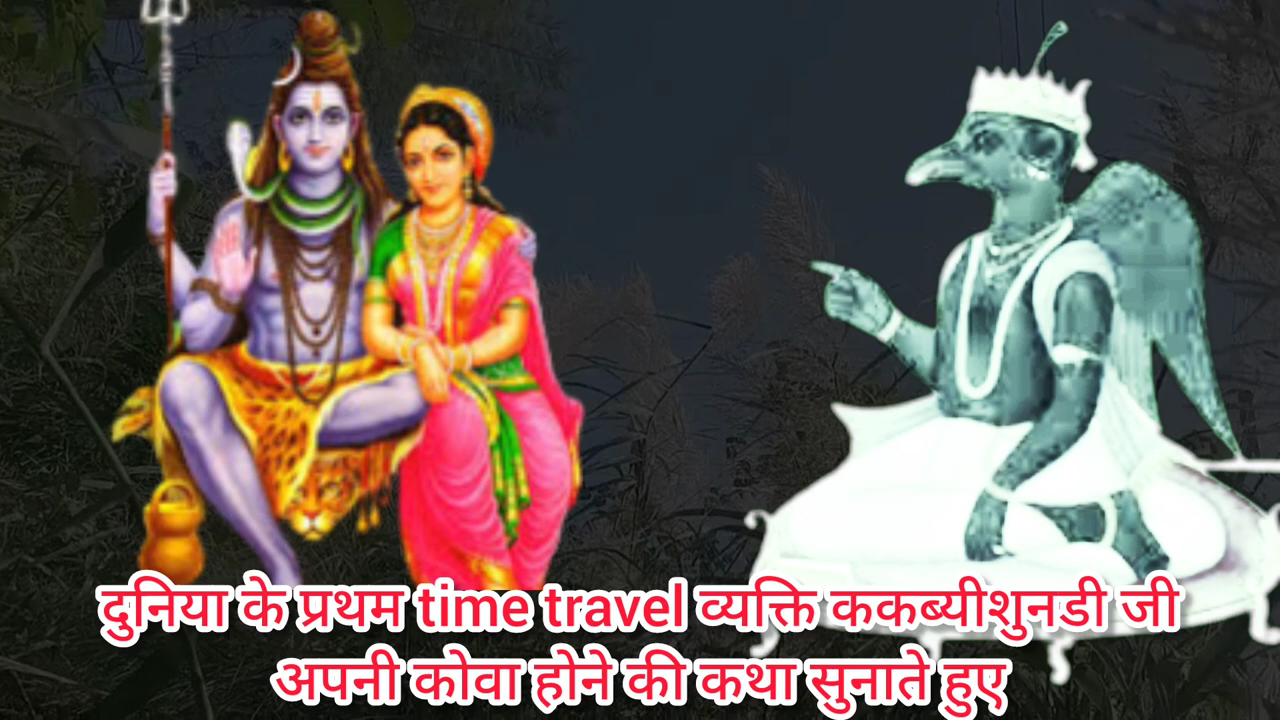 दुनिया के प्रथम time travel व्यक्ति ककब्यीशुनडी जी
अपनी कोवा होने की कथा सुनाते हुए